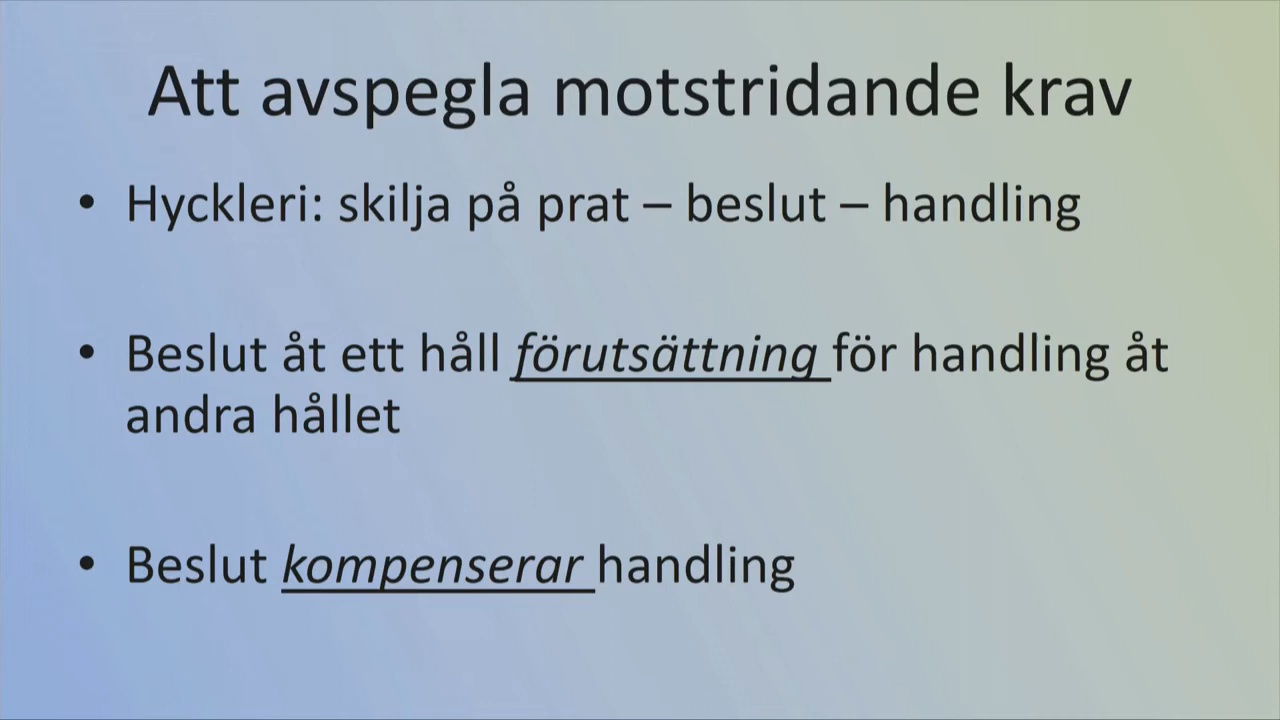 Att avspegla motstridande krav
• Hyckleri: skilja på prat – beslut – handling
• Beslut åt ett håll förutsättning för handling åt
andra hållet
• Beslut kompenserar handling